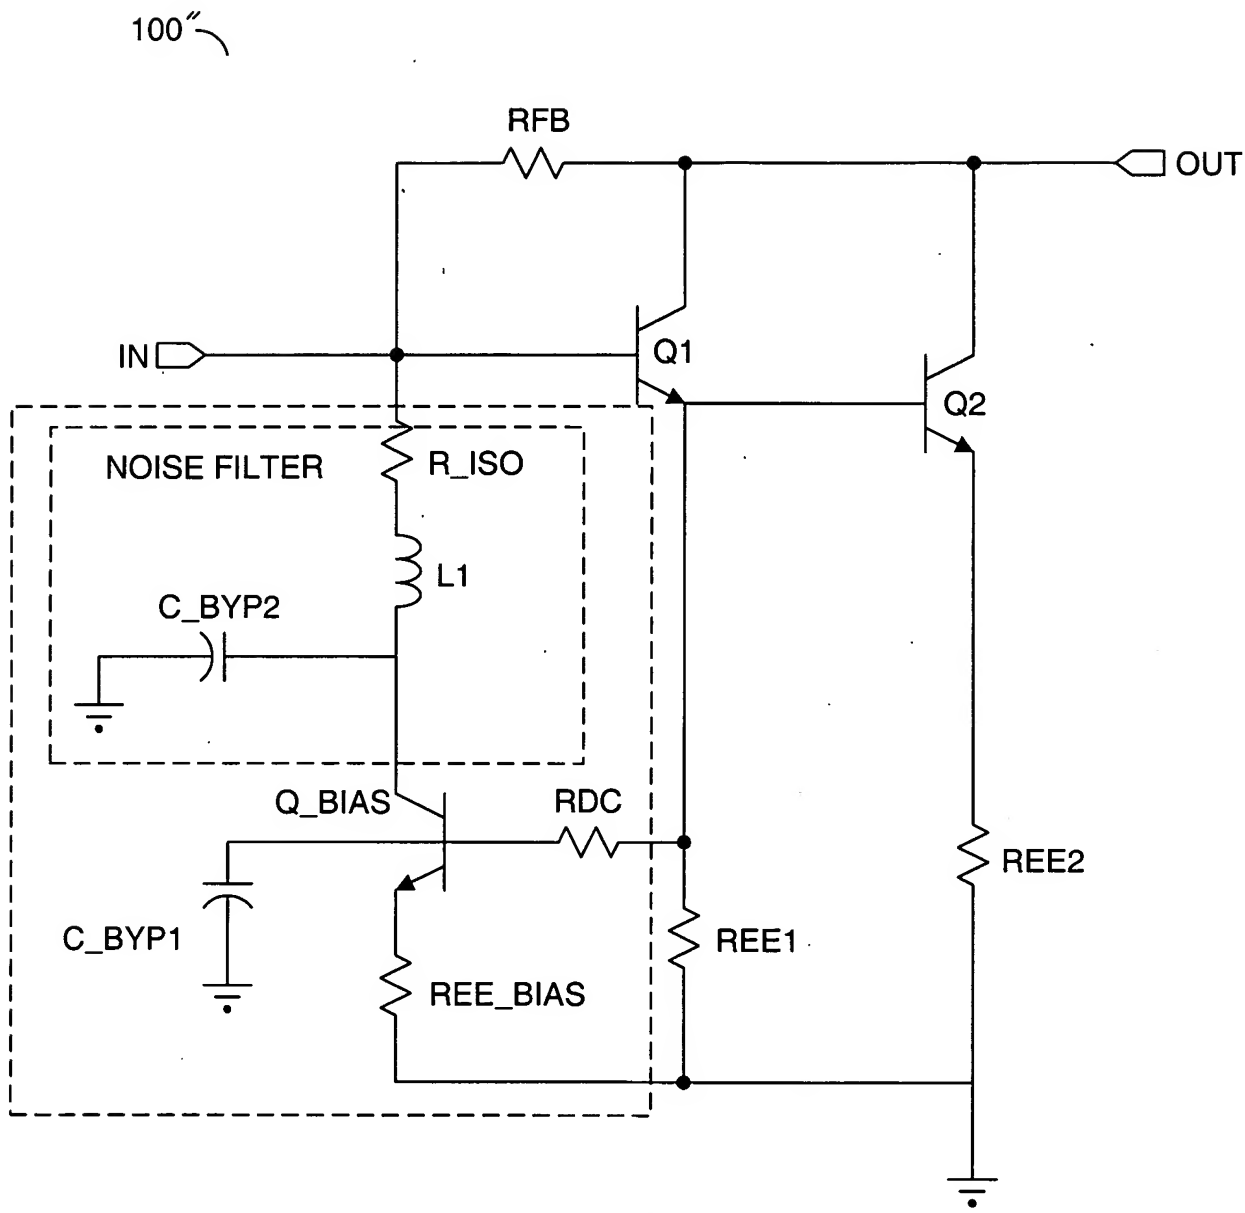 100″
RFB
OUT
IN
Q1
Q2
NOISE FILTER
R_ISO
L1
C_BYP2
Q_BIAS
RDC
REE2
C_BYP1
REE1
REE_BIAS